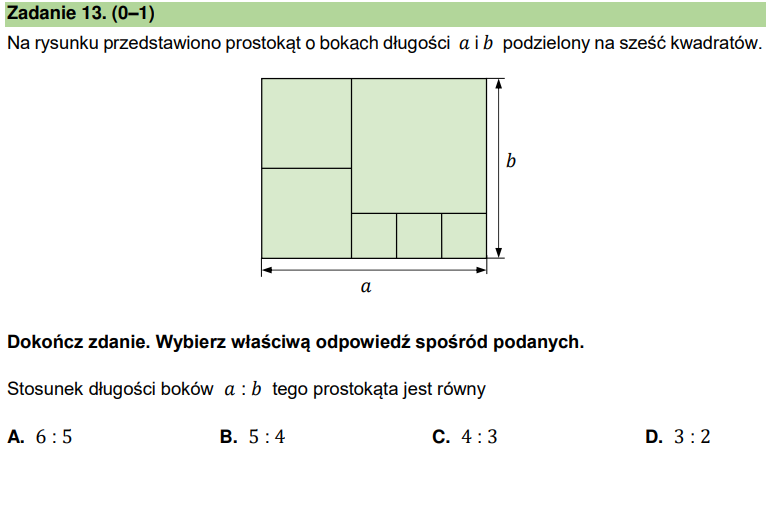 Zadanie 13. (0–1)
Na rysunku przedstawiono prostokąt o bokach długości a i b podzielony na sześć kwadratów.
b
a
Dokończ zdanie. Wybierz właściwą odpowiedź spośród podanych.
Stosunek długości boków a : b tego prostokąta jest równy
A. 6 : 5 B. 5 : 4 C. 4 : 3 D. 3 : 2